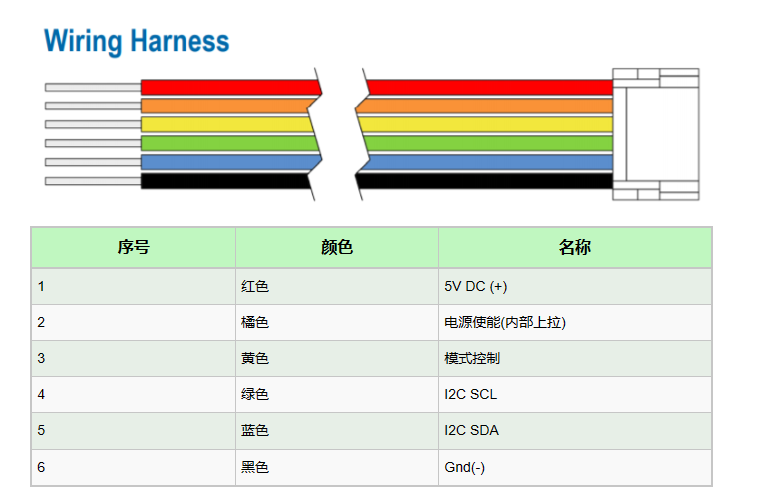 Wiring Harness
序号 颜色 名称
1 红色 5V DC (+)
2 橘色 电源使能(内部上拉)
3 黄色 模式控制
4 绿色 I2C SCL
5 蓝色 I2C SDA
6 黑色 Gnd(-)